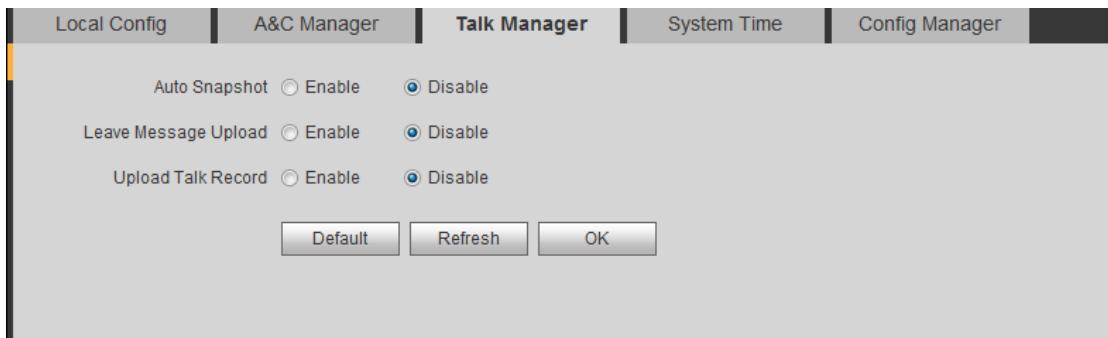 Local Config A&C Manager Talk Manager System Time Config Manager
Auto Snapshot Enable Disable
Leave Message Upload Enable Disable
Upload Talk Record Enable Disable
Default Refresh OK